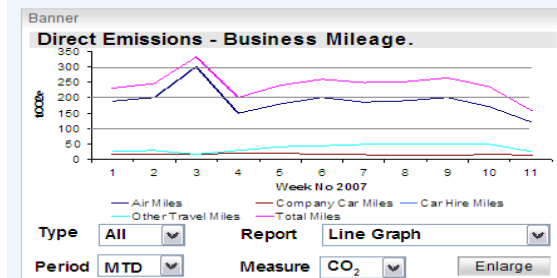 Banner
Direct Emissions - Business Mileage.
350
300
250
200
150
100
50
0
tCO2e
1 2 3 4 5 6 7 8 9 10 11
Week No 2007
Air Miles Company Car Miles Car Hire Miles
Other Travel Miles Total Miles
Type All Report Line Graph
Period MTD Measure CO₂ Enlarge